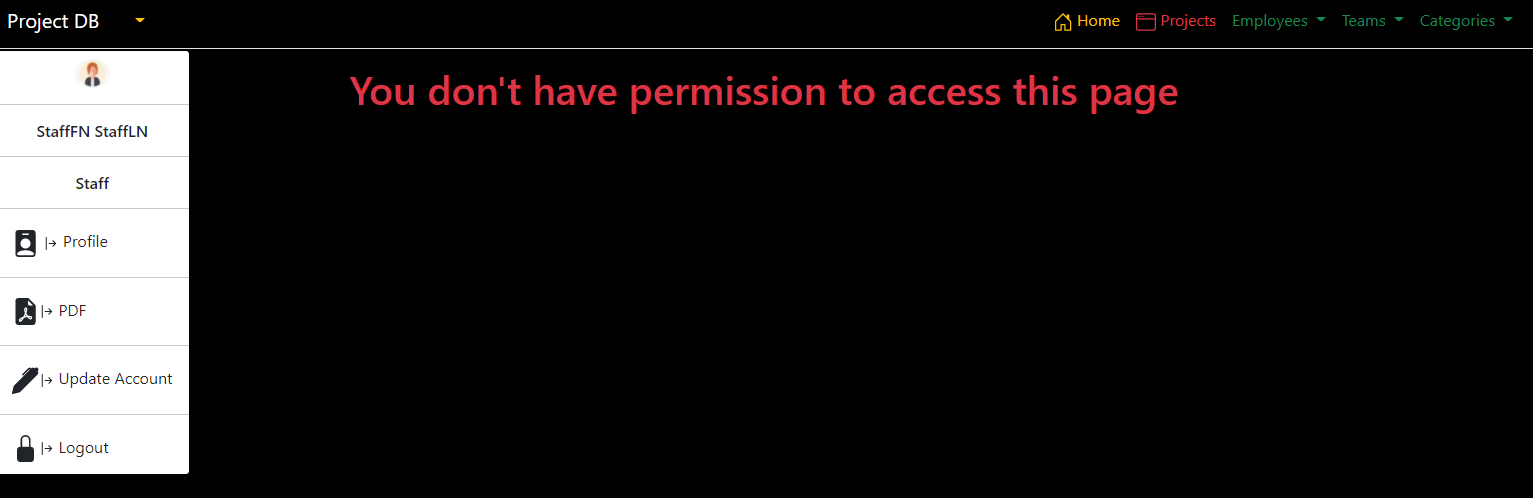 Project DB
Home Projects Employees Teams Categories
You don't have permission to access this page
StaffFN StaffLN
Staff
Profile
PDF
Update Account
Logout